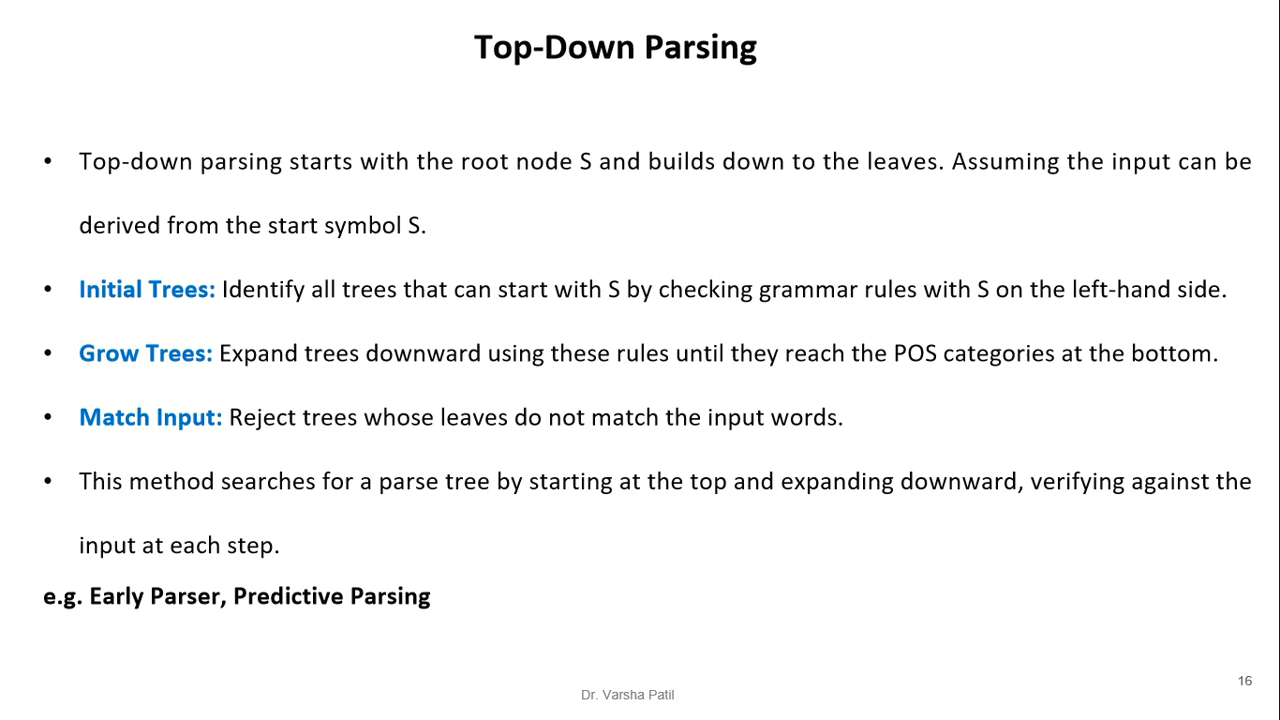 Top-Down Parsing
• Top-down parsing starts with the root node S and builds down to the leaves. Assuming the input can be
derived from the start symbol S.
• Initial Trees: Identify all trees that can start with S by checking grammar rules with S on the left-hand side.
• Grow Trees: Expand trees downward using these rules until they reach the POS categories at the bottom.
• Match Input: Reject trees whose leaves do not match the input words.
• This method searches for a parse tree by starting at the top and expanding downward, verifying against the
input at each step.
e.g. Early Parser, Predictive Parsing
16
Dr. Varsha Patil